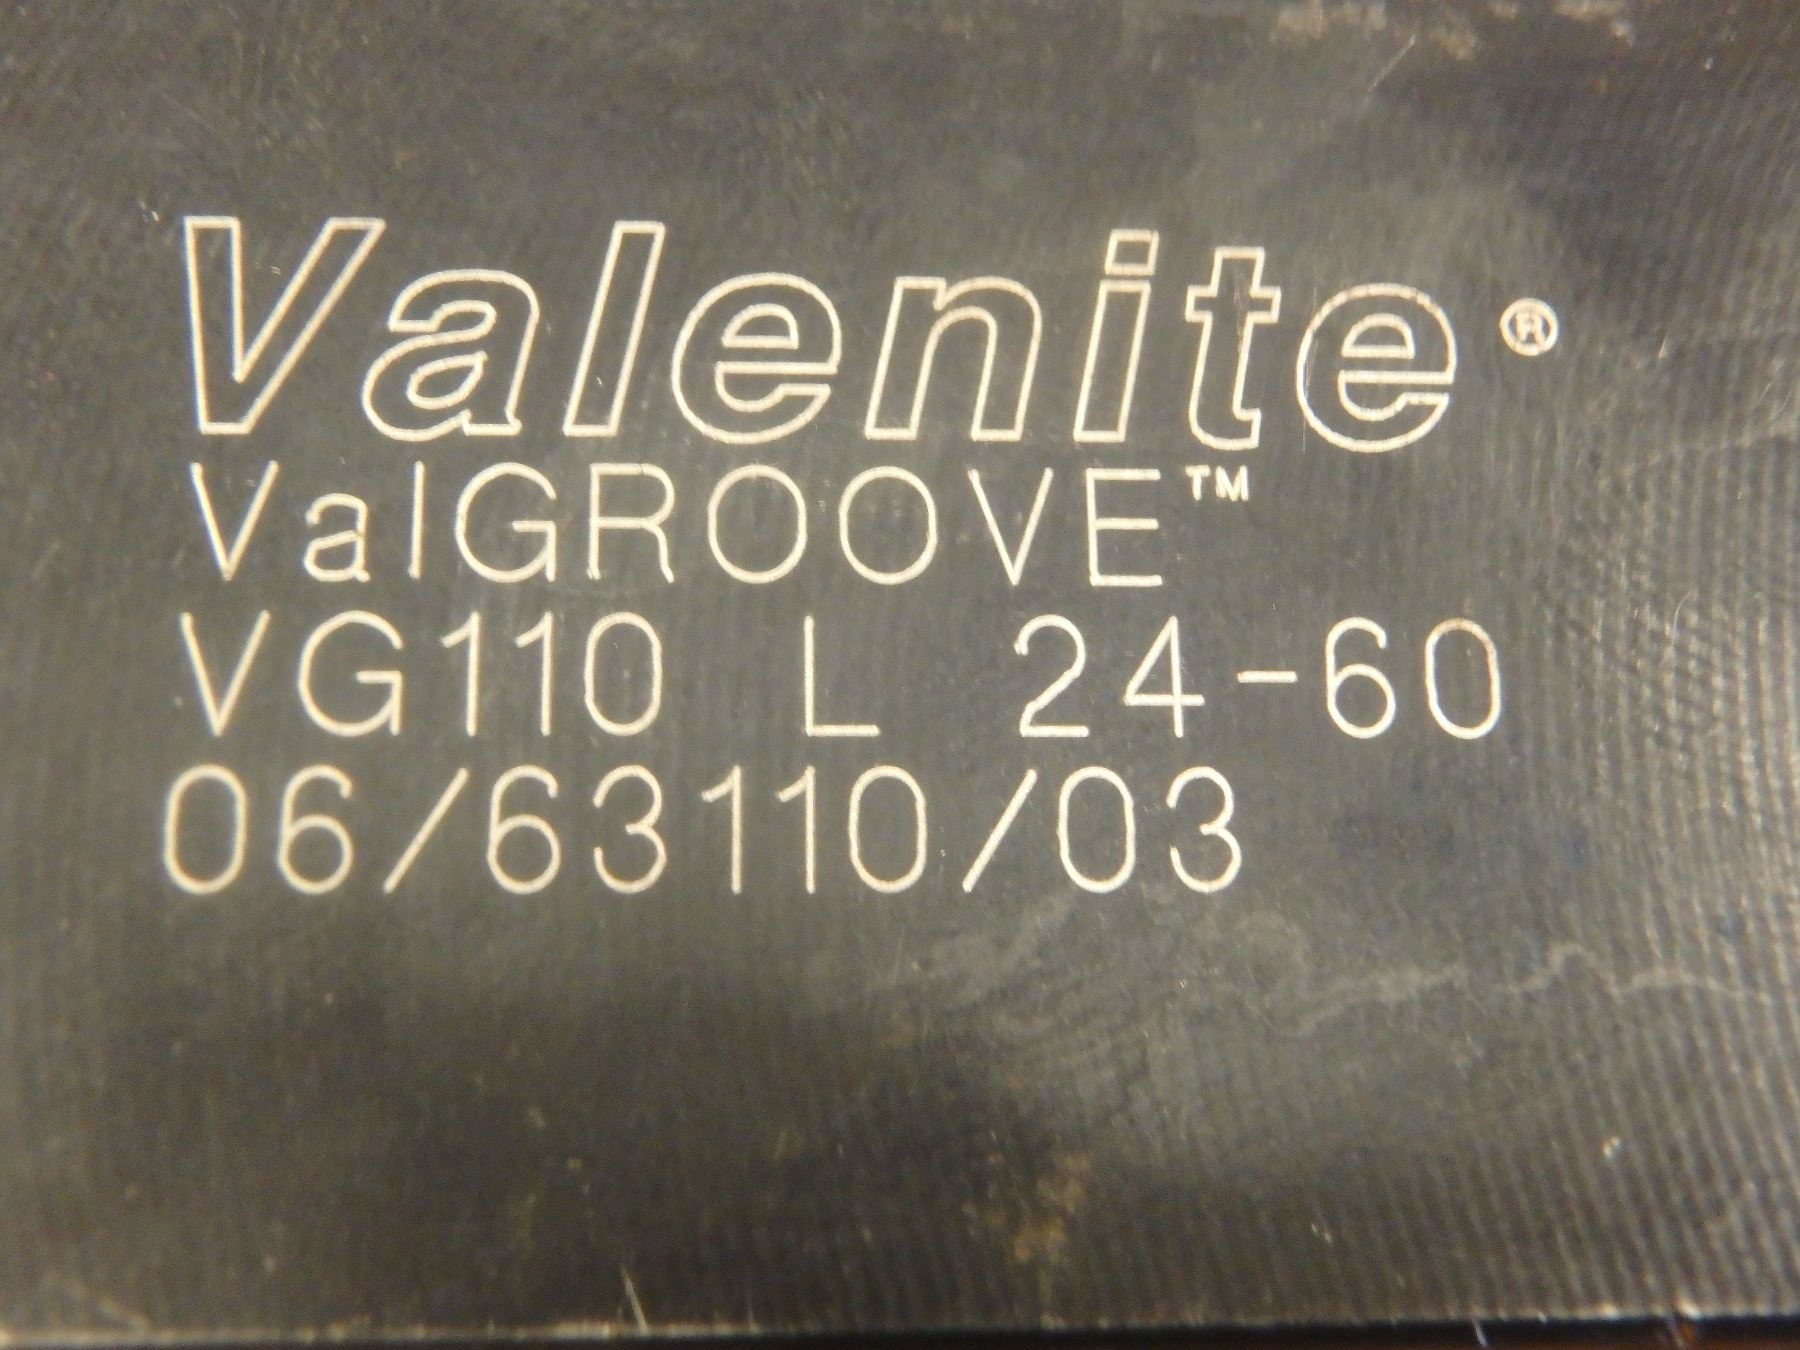 Valenite®
ValGROOVE™
VG110 L 24-60
06/63110/03